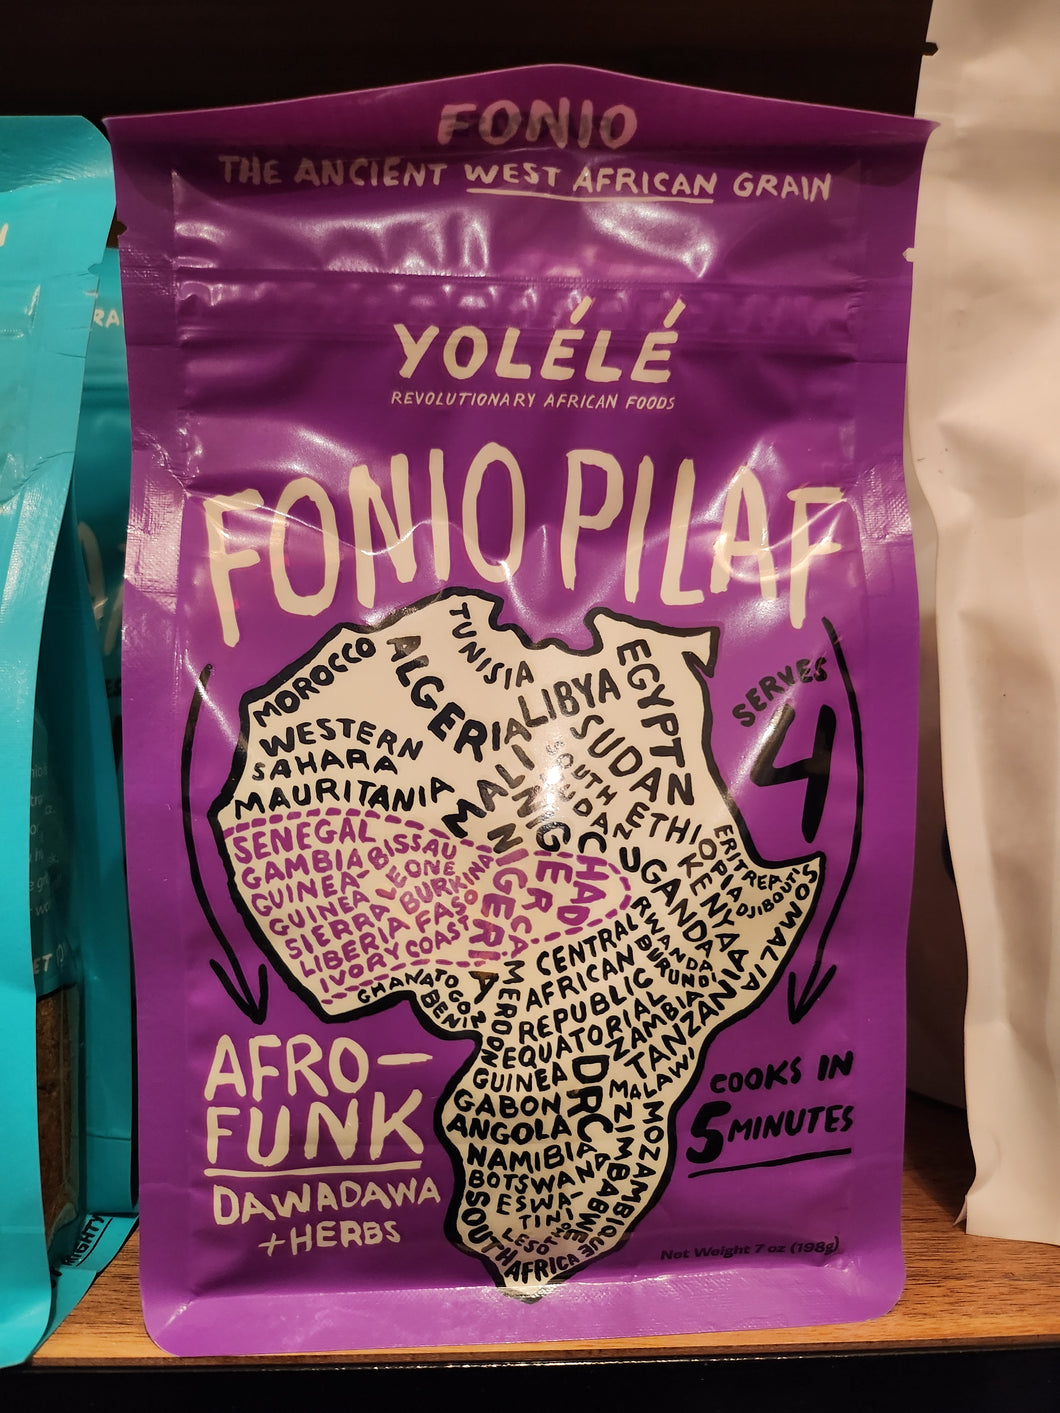 FONIO
THE ANCIENT WEST AFRICAN GRAIN
YOLÉLÉ
REVOLUTIONARY AFRICAN FOODS
FONIO PILAF
SERVES
4
TUNISIA
MOROCCO
ALGERIA
LIBYA
EGYPT
WESTERN
SAHARA
MAURITANIA
MALI
NIGER
SUDAN
SOUTH
SUDAN
CHAD
ETHIOPIA
ERITREA
DJIBOUTI
SOMALIA
SENEGAL
GAMBIA
GUINEA-
BISSAU
GUINEA
SIERRA LEONE
LIBERIA
BURKINA
FASO
IVORY COAST
NIGERIA
GHANA
TOGO
BENIN
CAMEROON
UGANDA
KENYA
RWANDA
BURUNDI
CENTRAL
AFRICAN
REPUBLIC
EQUATORIAL
GUINEA
ZAMBIA
TANZANIA
MALAWI
GABON
DRC
ANGOLA
NAMIBIA
BOTSWANA
ZIMBABWE
MOZAMBIQUE
ESWA-
TINI
LESOTHO
SOUTH AFRICA
AFRO-
FUNK
DAWADAWA
+HERBS
COOKS IN
5 MINUTES
Net Weight 7 oz (198g)